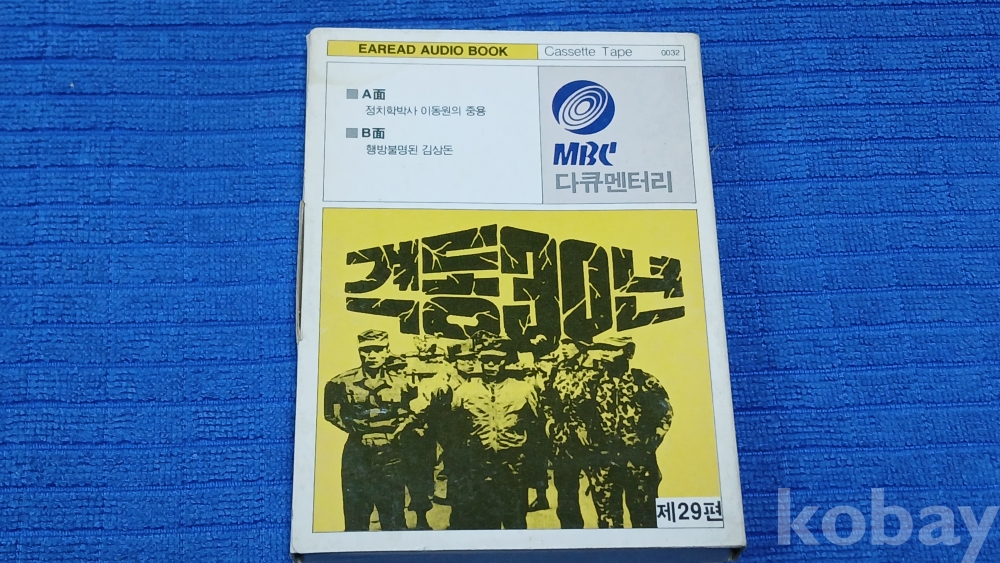 EAREAD AUDIO BOOK Cassette Tape 0032
A面
정치학박사 이동원의 중용
B面
행방불명된 김상돈
MBC
다큐멘터리
격동30년
제29편
kobay